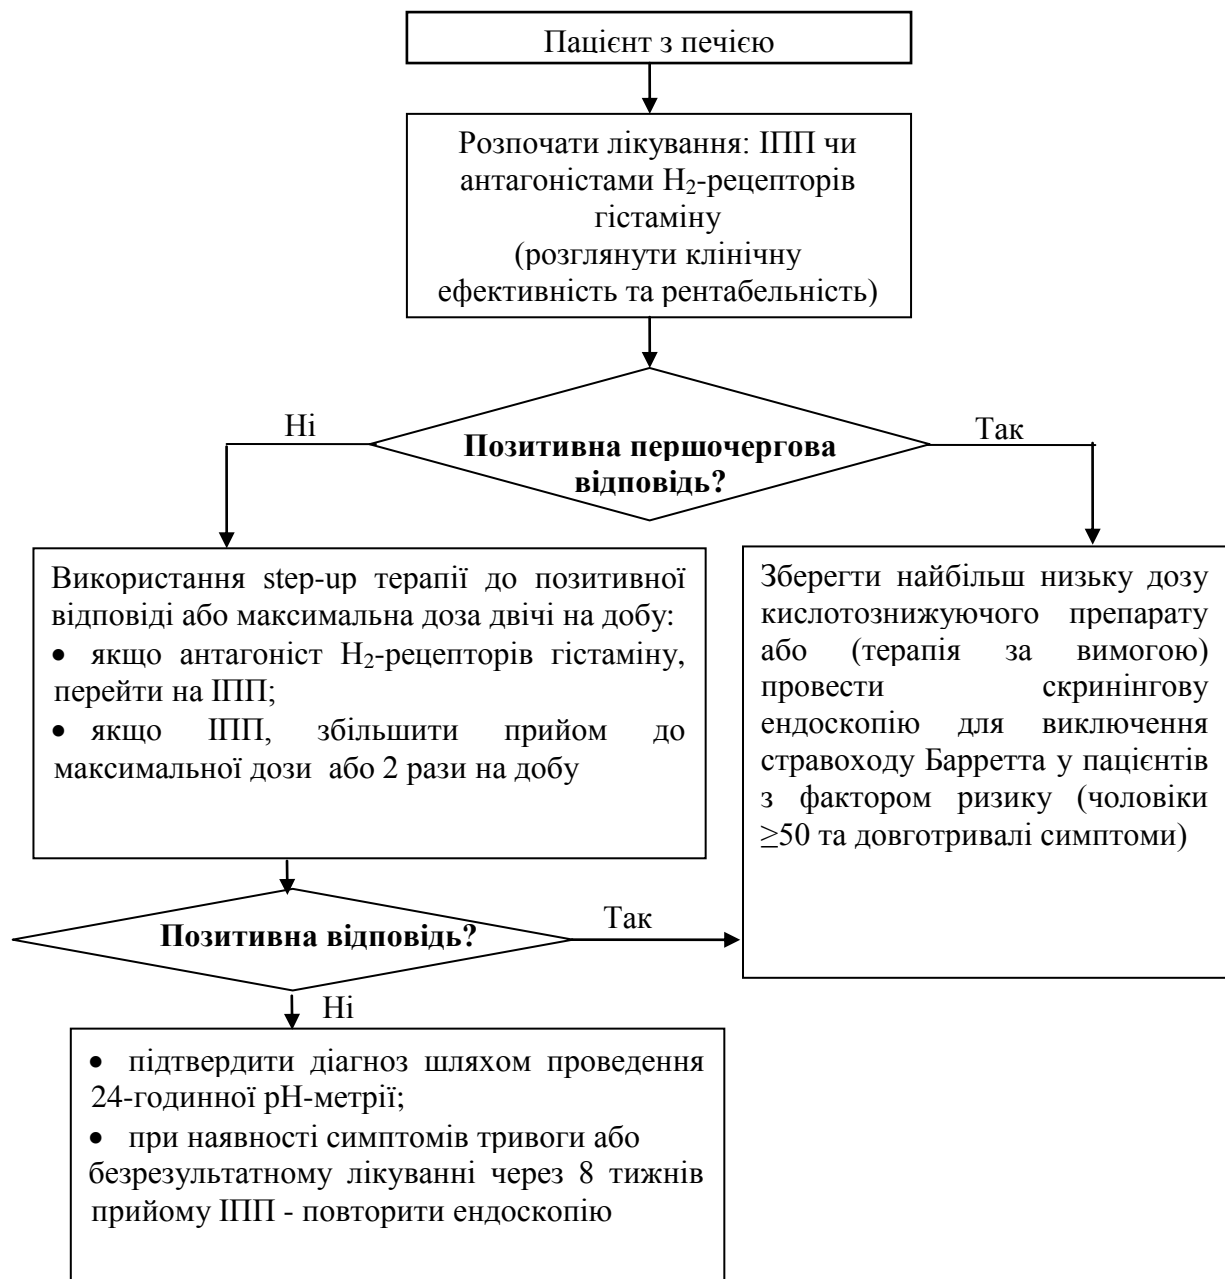 Пацієнт з печією
Розпочати лікування: ІПП чи
антагоністами H₂-рецепторів
гістаміну
(розглянути клінічну
ефективність та рентабельність)
Ні
Так
Позитивна першочергова
відповідь?
Використання step-up терапії до позитивної
відповіді або максимальна доза двічі на добу:
• якщо антагоніст H₂-рецепторів гістаміну,
перейти на ІПП;
• якщо ІПП, збільшити прийом до
максимальної дози або 2 рази на добу
Зберегти найбільш низьку дозу
кислотознижуючого препарату
або (терапія за вимогою)
провести скринінгову
ендоскопію для виключення
стравоходу Барретта у пацієнтів
з фактором ризику (чоловіки
≥50 та довготривалі симптоми)
Позитивна відповідь?
Так
Ні
• підтвердити діагноз шляхом проведення
24-годинної рН-метрії;
• при наявності симптомів тривоги або
безрезультатному лікуванні через 8 тижнів
прийому ІПП - повторити ендоскопію